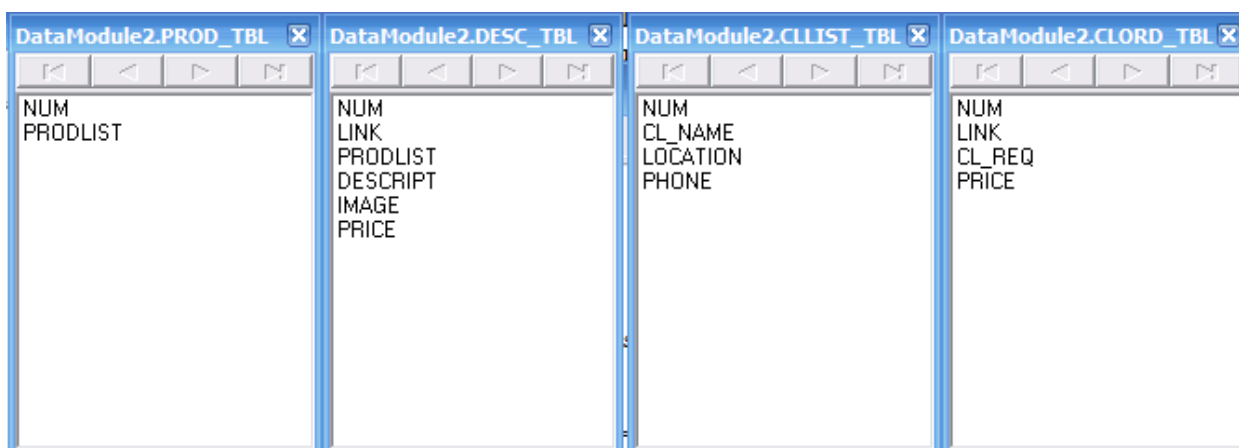 DataModule2.PROD_TBL
NUM
PRODLIST
DataModule2.DESC_TBL
NUM
LINK
PRODLIST
DESCRIPT
IMAGE
PRICE
DataModule2.CLLIST_TBL
NUM
CL_NAME
LOCATION
PHONE
DataModule2.CLORD_TBL
NUM
LINK
CL_REQ
PRICE